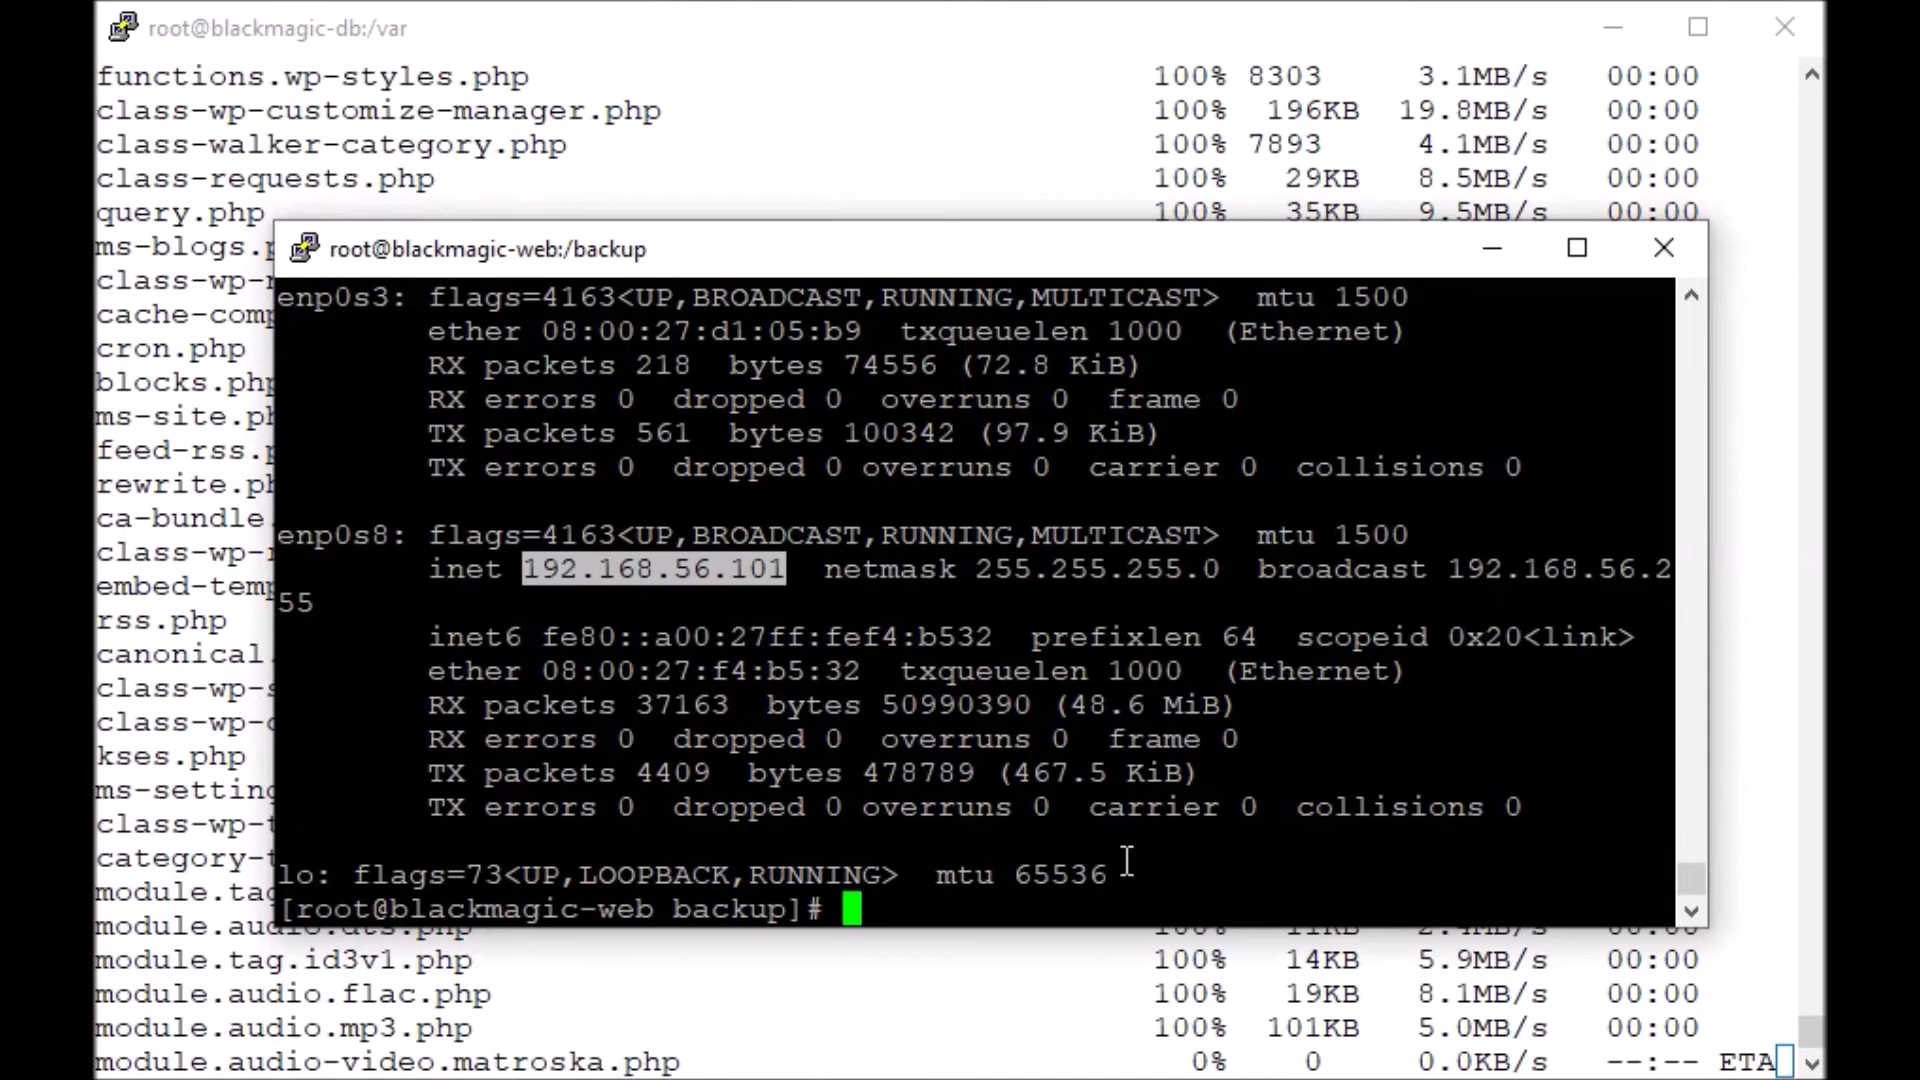 root@blackmagic-db:/var
functions.wp-styles.php 100% 8303 3.1MB/s 00:00
class-wp-customize-manager.php 100% 196KB 19.8MB/s 00:00
class-walker-category.php 100% 7893 4.1MB/s 00:00
class-requests.php 100% 29KB 8.5MB/s 00:00
query.php 100% 35KB 9.5MB/s 00:00
ms-blogs.
class-wp-
cache-com
cron.php
blocks.php
ms-site.ph
feed-rss.
rewrite.ph
ca-bundle.
class-wp-
embed-temp
rss.php
canonical.
class-wp-s
class-wp-
kses.php
ms-setting
class-wp-t
category-t
module.tag
module.audio.dts.php 100% 11KB 2.4MB/s 00:00
module.tag.id3v1.php 100% 14KB 5.9MB/s 00:00
module.audio.flac.php 100% 19KB 8.1MB/s 00:00
module.audio.mp3.php 100% 101KB 5.0MB/s 00:00
module.audio-video.matroska.php 0% 0 0.0KB/s --:-- ETA
root@blackmagic-web:/backup
enp0s3: flags=4163<UP,BROADCAST,RUNNING,MULTICAST> mtu 1500
ether 08:00:27:d1:05:b9 txqueuelen 1000 (Ethernet)
RX packets 218 bytes 74556 (72.8 KiB)
RX errors 0 dropped 0 overruns 0 frame 0
TX packets 561 bytes 100342 (97.9 KiB)
TX errors 0 dropped 0 overruns 0 carrier 0 collisions 0
enp0s8: flags=4163<UP,BROADCAST,RUNNING,MULTICAST> mtu 1500
inet 192.168.56.101 netmask 255.255.255.0 broadcast 192.168.56.2
55
inet6 fe80::a00:27ff:fef4:b532 prefixlen 64 scopeid 0x20<link>
ether 08:00:27:f4:b5:32 txqueuelen 1000 (Ethernet)
RX packets 37163 bytes 50990390 (48.6 MiB)
RX errors 0 dropped 0 overruns 0 frame 0
TX packets 4409 bytes 478789 (467.5 KiB)
TX errors 0 dropped 0 overruns 0 carrier 0 collisions 0
lo: flags=73<UP,LOOPBACK,RUNNING> mtu 65536
[root@blackmagic-web backup]#